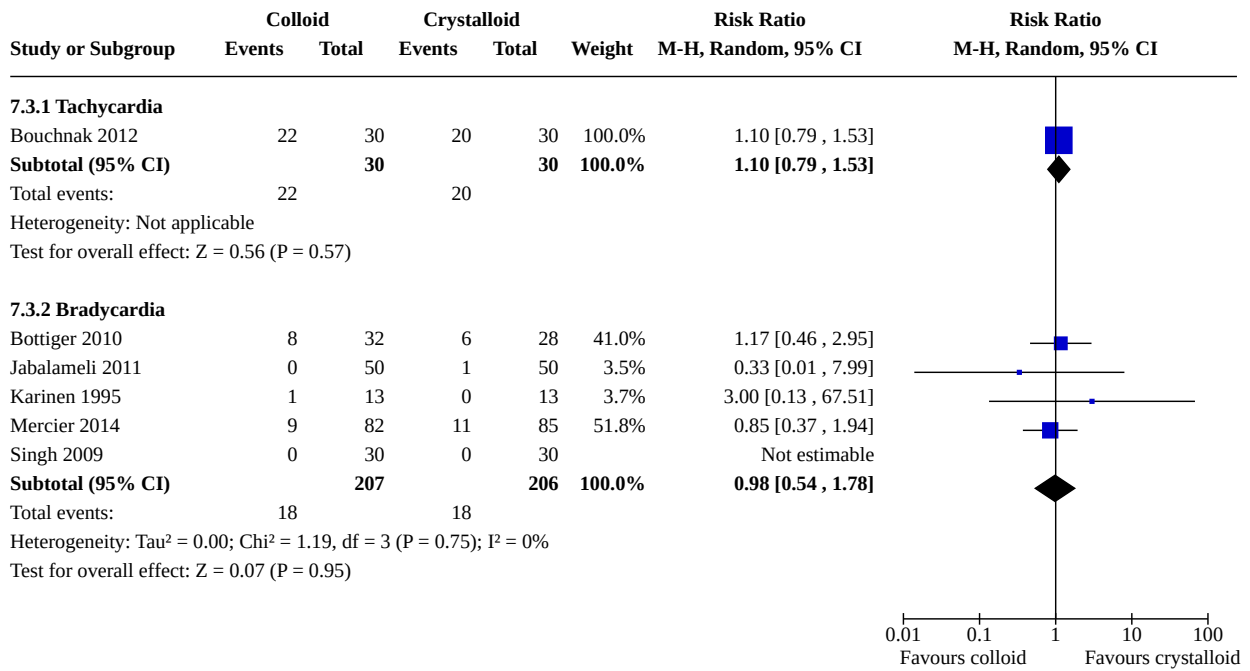 Colloid Crystalloid Risk Ratio Risk Ratio
Study or Subgroup Events Total Events Total Weight M-H, Random, 95% CI M-H, Random, 95% CI
7.3.1 Tachycardia
Bouchnak 2012 22 30 20 30 100.0% 1.10 [0.79 , 1.53]
Subtotal (95% CI) 30 30 100.0% 1.10 [0.79 , 1.53]
Total events: 22 20
Heterogeneity: Not applicable
Test for overall effect: Z = 0.56 (P = 0.57)
7.3.2 Bradycardia
Bottiger 2010 8 32 6 28 41.0% 1.17 [0.46 , 2.95]
Jabalameli 2011 0 50 1 50 3.5% 0.33 [0.01 , 7.99]
Karinen 1995 1 13 0 13 3.7% 3.00 [0.13 , 67.51]
Mercier 2014 9 82 11 85 51.8% 0.85 [0.37 , 1.94]
Singh 2009 0 30 0 30 Not estimable
Subtotal (95% CI) 207 206 100.0% 0.98 [0.54 , 1.78]
Total events: 18 18
Heterogeneity: Tau² = 0.00; Chi² = 1.19, df = 3 (P = 0.75); I² = 0%
Test for overall effect: Z = 0.07 (P = 0.95)
0.01 0.1 1 10 100
Favours colloid Favours crystalloid